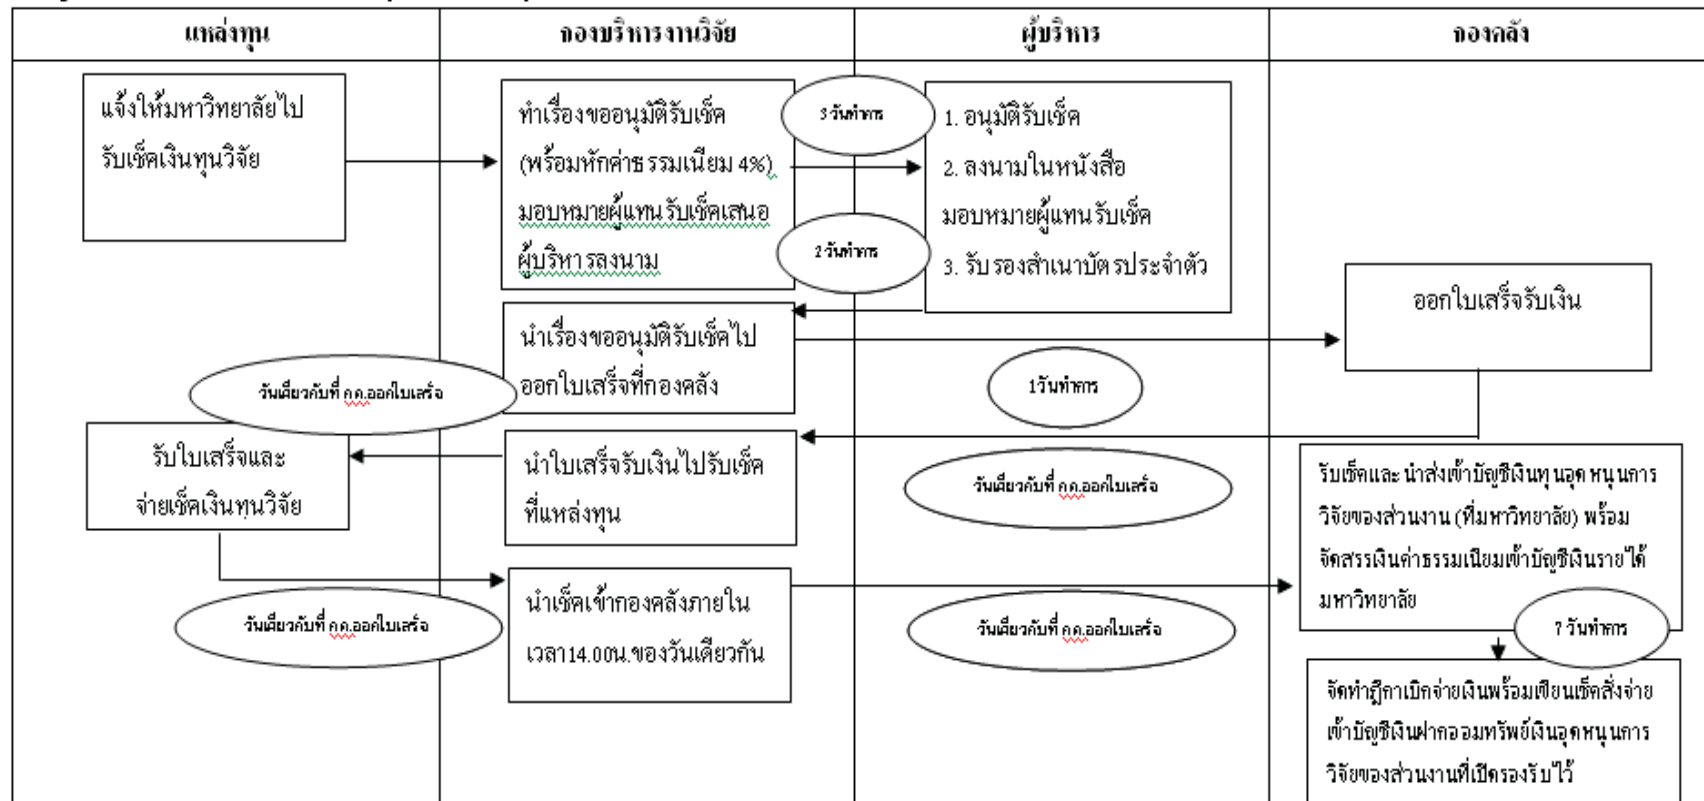 แหล่งทุน
กองบริหารงานวิจัย
ผู้บริหาร
กองคลัง
แจ้งให้มหาวิทยาลัยไป
รับเช็คเงินทุนวิจัย
ทำเรื่องขออนุมัติรับเช็ค
(พร้อมหักค่าธรรมเนียม 4%)
มอบหมายผู้แทนรับเช็คเสนอ
ผู้บริหารลงนาม
3 วันทำการ
2 วันทำการ
1. อนุมัติรับเช็ค
2. ลงนามในหนังสือ
มอบหมายผู้แทนรับเช็ค
3. รับรองสำเนาบัตรประจำตัว
ออกใบเสร็จรับเงิน
นำเรื่องขออนุมัติรับเช็คไป
ออกใบเสร็จที่กองคลัง
วันเดียวกับที่ กค.ออกใบเสร็จ
1วันทำการ
รับใบเสร็จและ
จ่ายเช็คเงินทุนวิจัย
นำใบเสร็จรับเงินไปรับเช็ค
ที่แหล่งทุน
วันเดียวกับที่ กค.ออกใบเสร็จ
รับเช็คและ นำส่งเข้าบัญชีเงินทุนอุดหนุนการ
วิจัยของส่วนงาน (ที่มหาวิทยาลัย) พร้อม
จัดสรรเงินค่าธรรมเนียมเข้าบัญชีเงินรายได้
มหาวิทยาลัย
วันเดียวกับที่ กค.ออกใบเสร็จ
นำเช็คเข้ากองคลังภายใน
เวลา14.00น.ของวันเดียวกัน
วันเดียวกับที่ กค.ออกใบเสร็จ
7 วันทำการ
จัดทำฎีกาเบิกจ่ายเงินพร้อมเขียนเช็คสั่งจ่าย
เข้าบัญชีเงินฝากออมทรัพย์เงินอุดหนุนการ
วิจัยของส่วนงานที่เปิดรองรับไว้